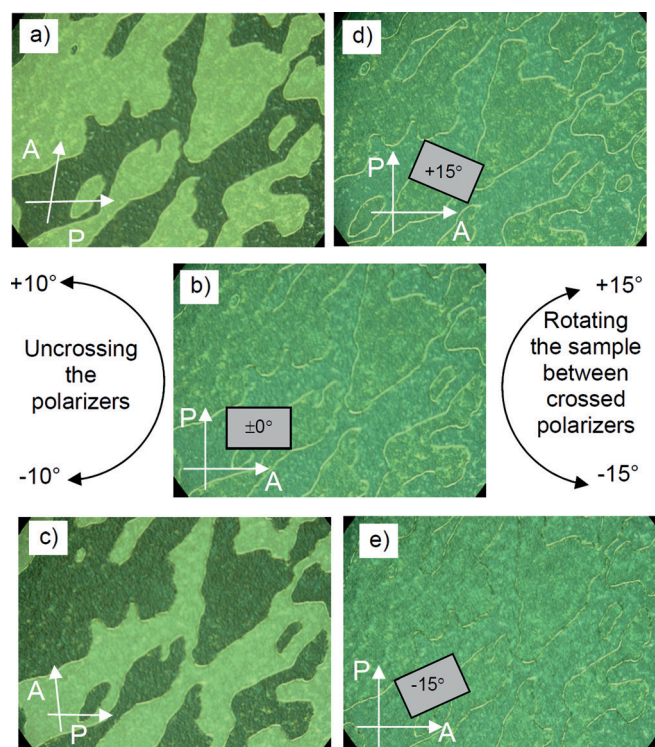 a)
A
P
d)
+15°
P
A
+10°
Uncrossing
the
polarizers
-10°
b)
±0°
P
A
+15°
Rotating
the sample
between
crossed
polarizers
-15°
c)
A
P
e)
P
-15°
A